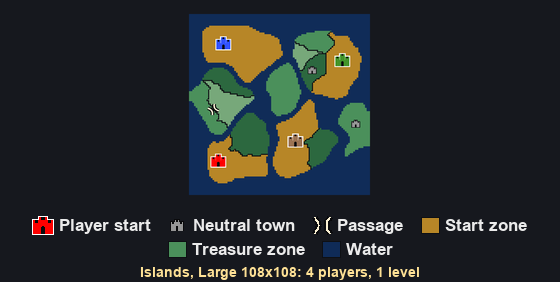 Player start
Neutral town
Passage
Start zone
Treasure zone
Water
Islands, Large 108x108: 4 players, 1 level